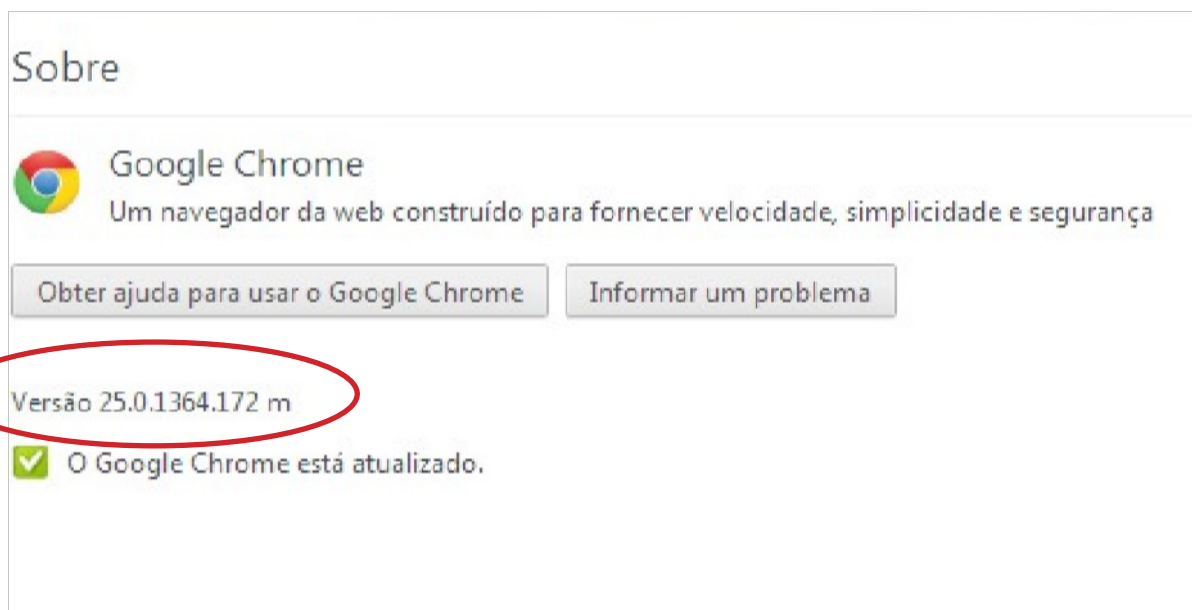 Sobre
Google Chrome
Um navegador da web construído para fornecer velocidade, simplicidade e segurança
Obter ajuda para usar o Google Chrome
Informar um problema
Versão 25.0.1364.172 m
O Google Chrome está atualizado.